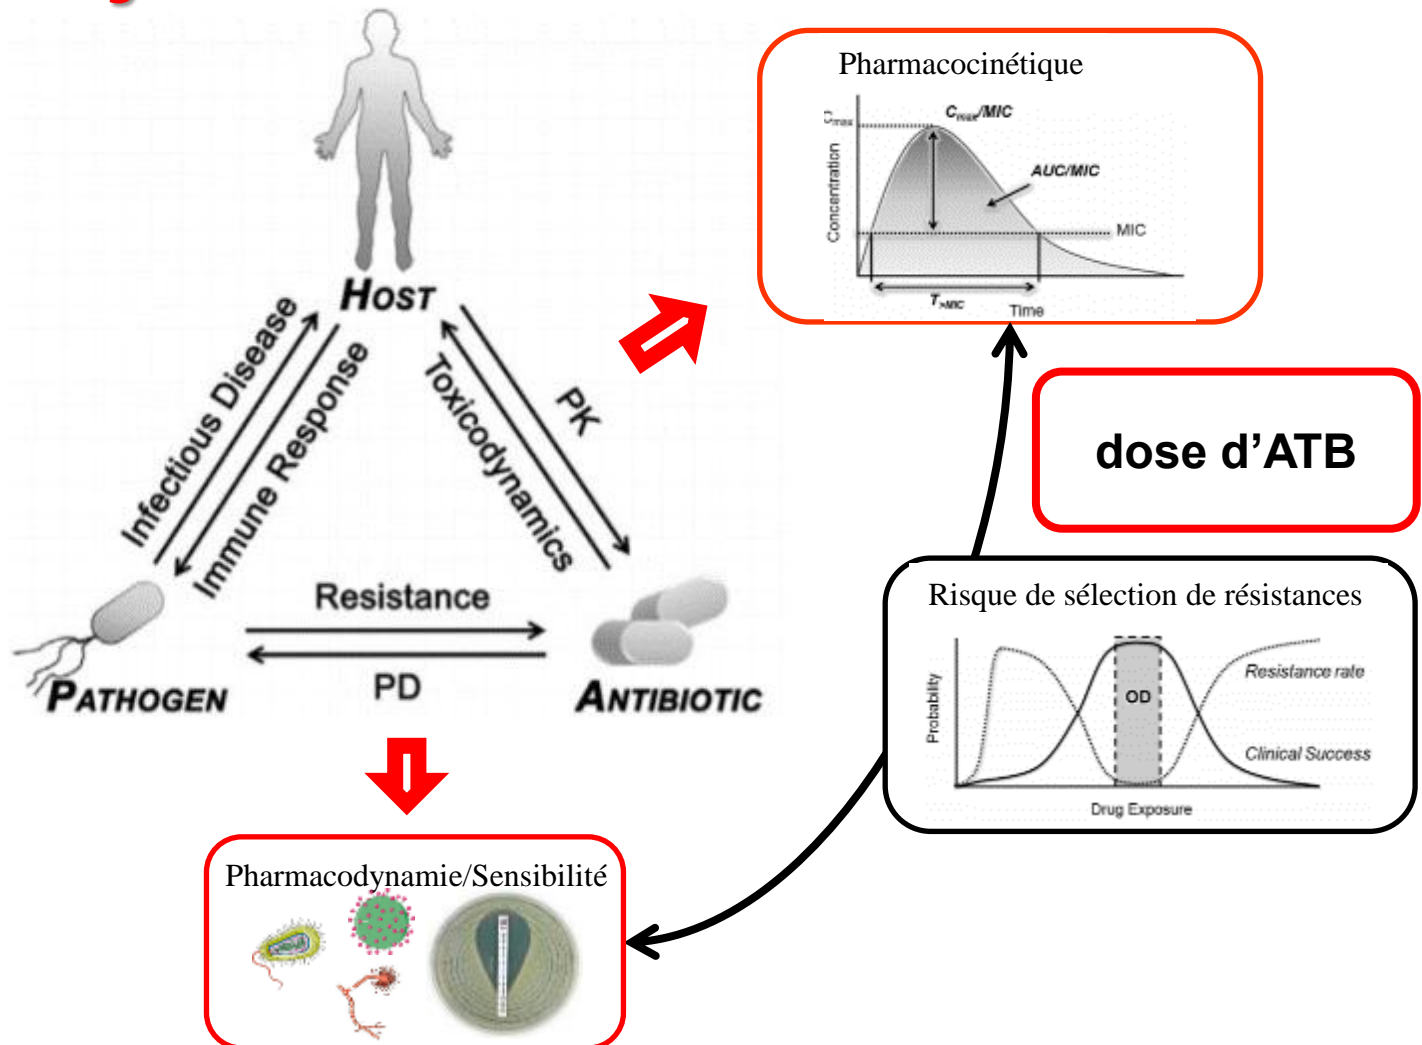 Pharmacocinétique
Cmax/MIC
Cmax
AUC/MIC
Concentration
MIC
T>MIC
Time
HOST
Infectious Disease
Immune Response
Toxicodynamics
PK
Resistance
PD
PATHOGEN
ANTIBIOTIC
dose d’ATB
Risque de sélection de résistances
Resistance rate
OD
Probability
Clinical Success
Drug Exposure
Pharmacodynamie/Sensibilité